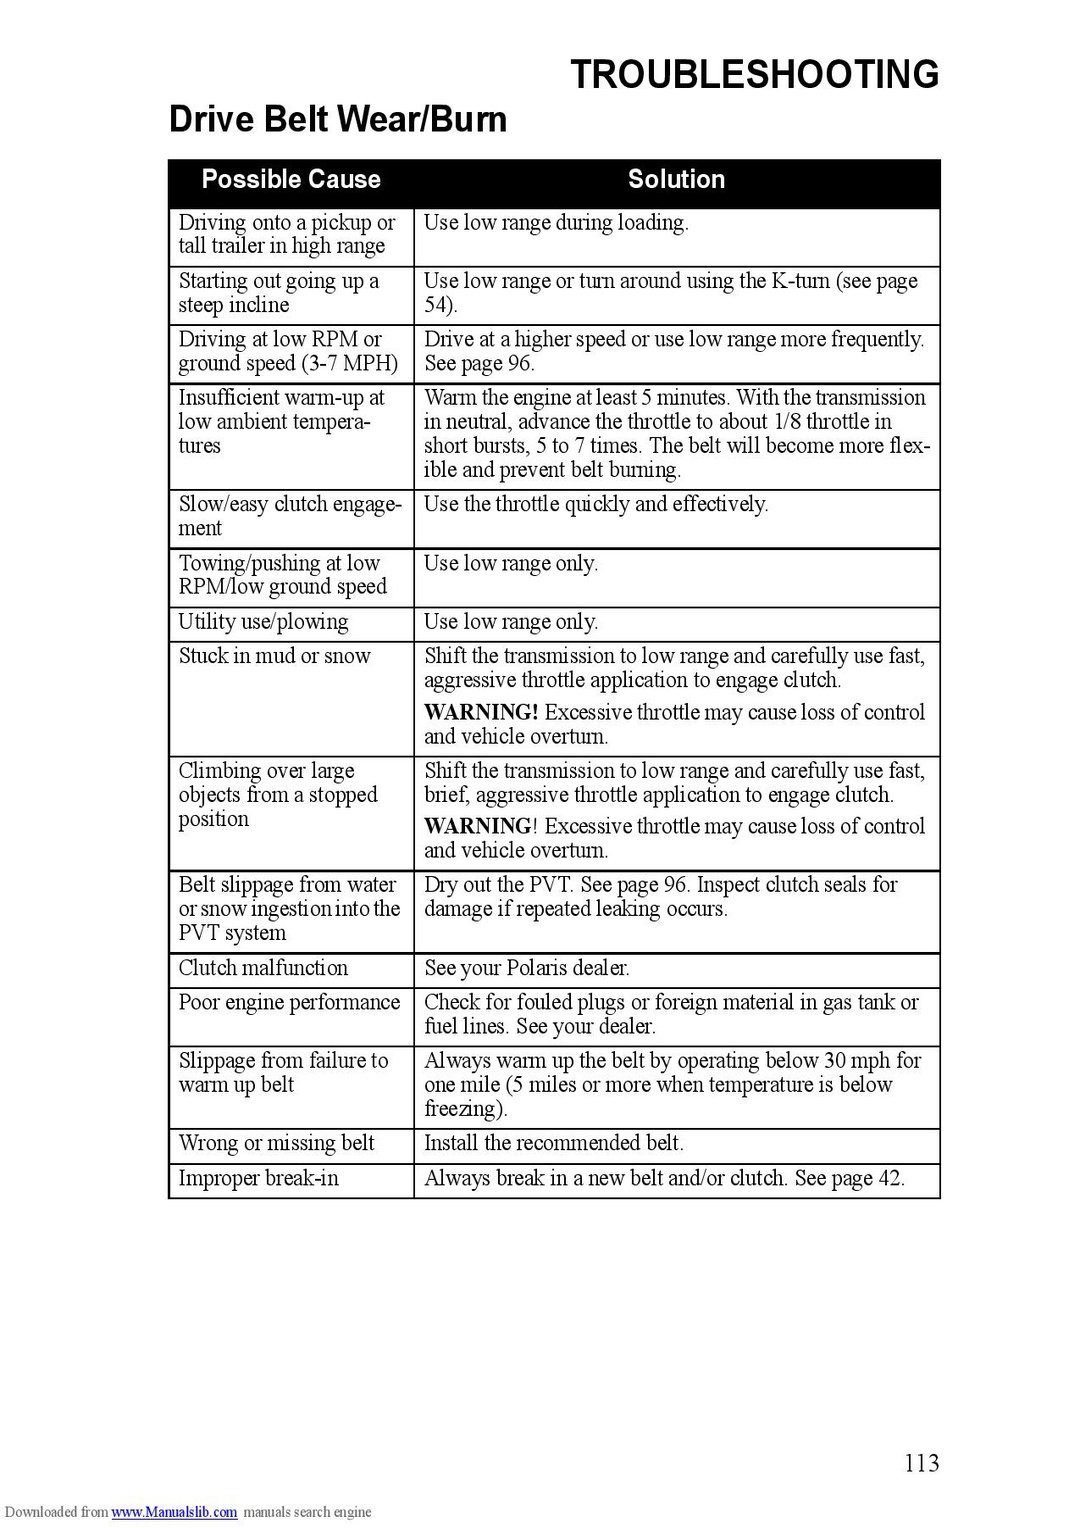 TROUBLESHOOTING
Drive Belt Wear/Burn
Possible Cause Solution
Driving onto a pickup or
tall trailer in high range
Use low range during loading.
Starting out going up a
steep incline
Use low range or turn around using the K-turn (see page
54).
Driving at low RPM or
ground speed (3-7 MPH)
Drive at a higher speed or use low range more frequently.
See page 96.
Insufficient warm-up at
low ambient tempera-
tures
Warm the engine at least 5 minutes. With the transmission
in neutral, advance the throttle to about 1/8 throttle in
short bursts, 5 to 7 times. The belt will become more flex-
ible and prevent belt burning.
Slow/easy clutch engage-
ment
Use the throttle quickly and effectively.
Towing/pushing at low
RPM/low ground speed
Use low range only.
Utility use/plowing
Use low range only.
Stuck in mud or snow
Shift the transmission to low range and carefully use fast,
aggressive throttle application to engage clutch.
WARNING! Excessive throttle may cause loss of control
and vehicle overturn.
Climbing over large
objects from a stopped
position
Shift the transmission to low range and carefully use fast,
brief, aggressive throttle application to engage clutch.
WARNING! Excessive throttle may cause loss of control
and vehicle overturn.
Belt slippage from water
or snow ingestion into the
PVT system
Dry out the PVT. See page 96. Inspect clutch seals for
damage if repeated leaking occurs.
Clutch malfunction
See your Polaris dealer.
Poor engine performance
Check for fouled plugs or foreign material in gas tank or
fuel lines. See your dealer.
Slippage from failure to
warm up belt
Always warm up the belt by operating below 30 mph for
one mile (5 miles or more when temperature is below
freezing).
Wrong or missing belt
Install the recommended belt.
Improper break-in
Always break in a new belt and/or clutch. See page 42.
113
Downloaded from www.Manualslib.com manuals search engine